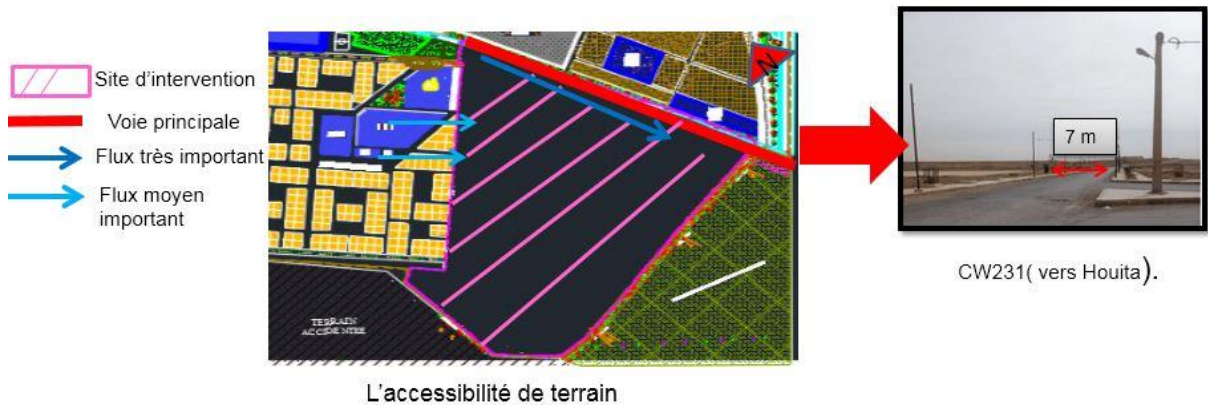 Site d'intervention
Voie principale
Flux très important
Flux moyen
important
TERRAIN
ACCIDENTEE
N
7 m
CW231( vers Houita).
L'accessibilité de terrain